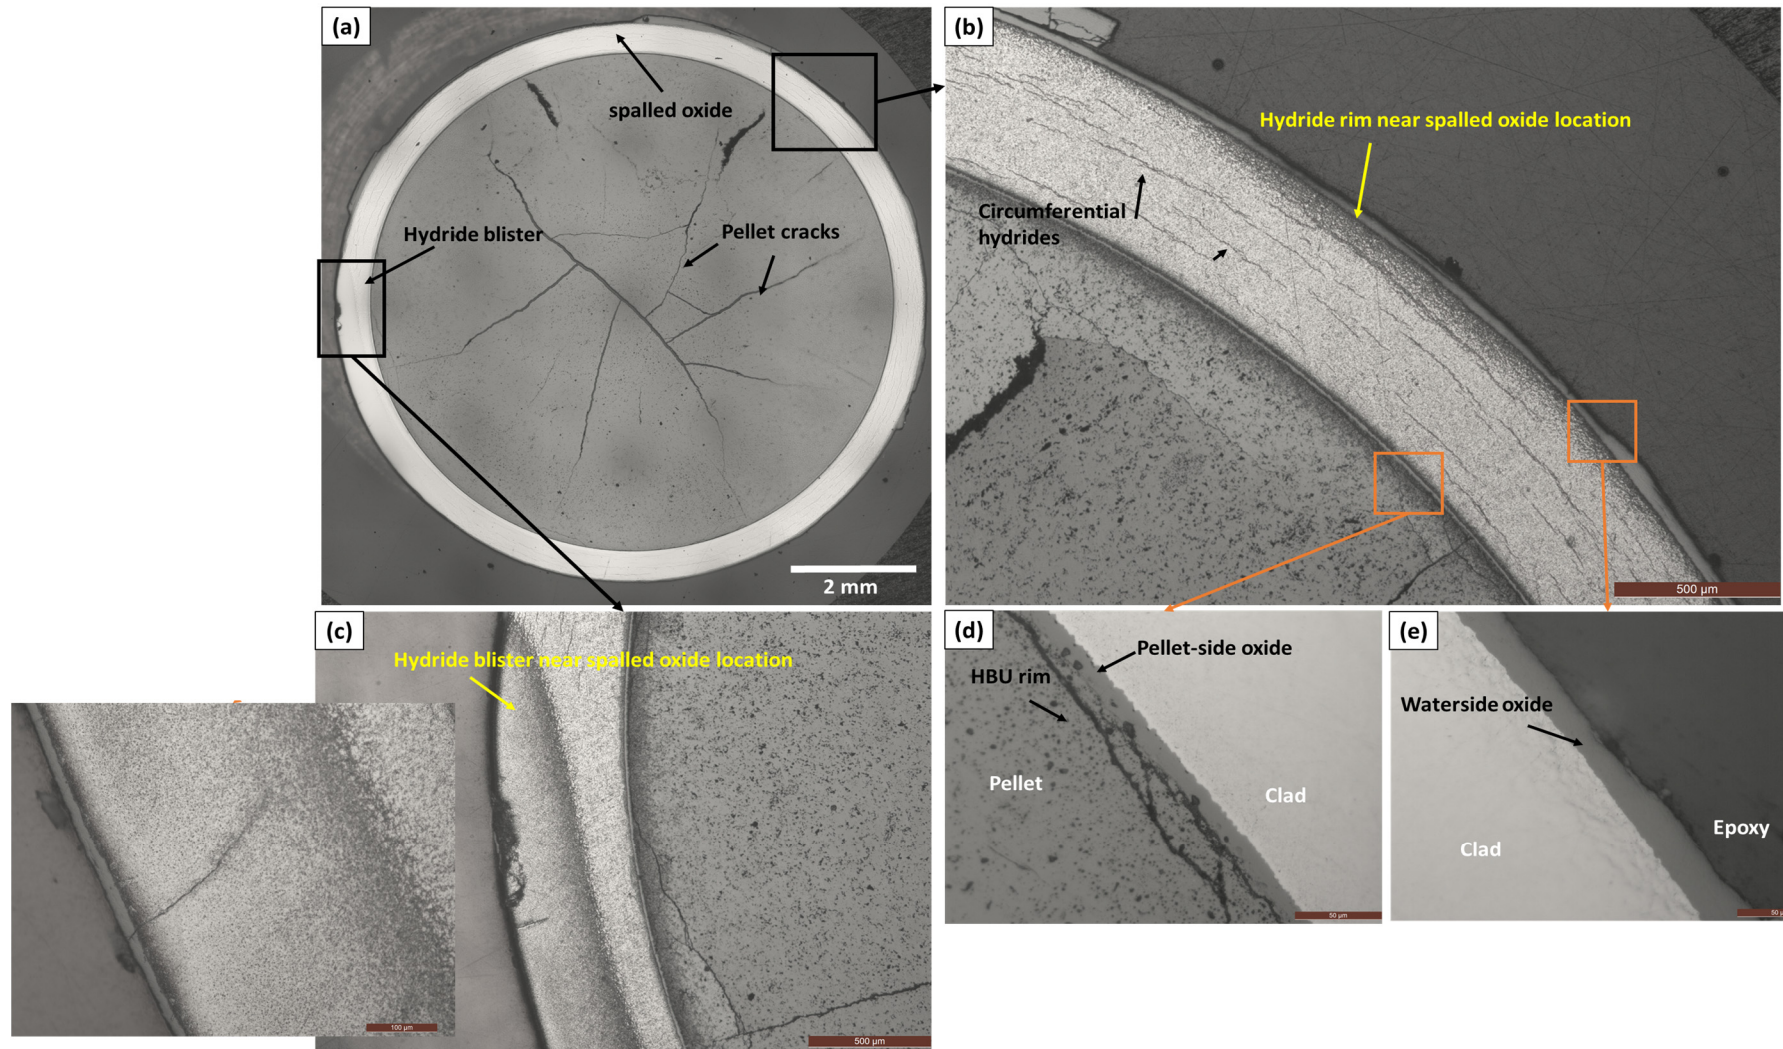 (a)
spalled oxide
Hydride blister
Pellet cracks
2 mm
(b)
Hydride rim near spalled oxide location
Circumferential
hydrides
500 µm
(c)
Hydride blister near spalled oxide location
100 µm
500 µm
(d)
Pellet-side oxide
HBU rim
Pellet
Clad
50 µm
(e)
Waterside oxide
Clad
Epoxy
50 µ